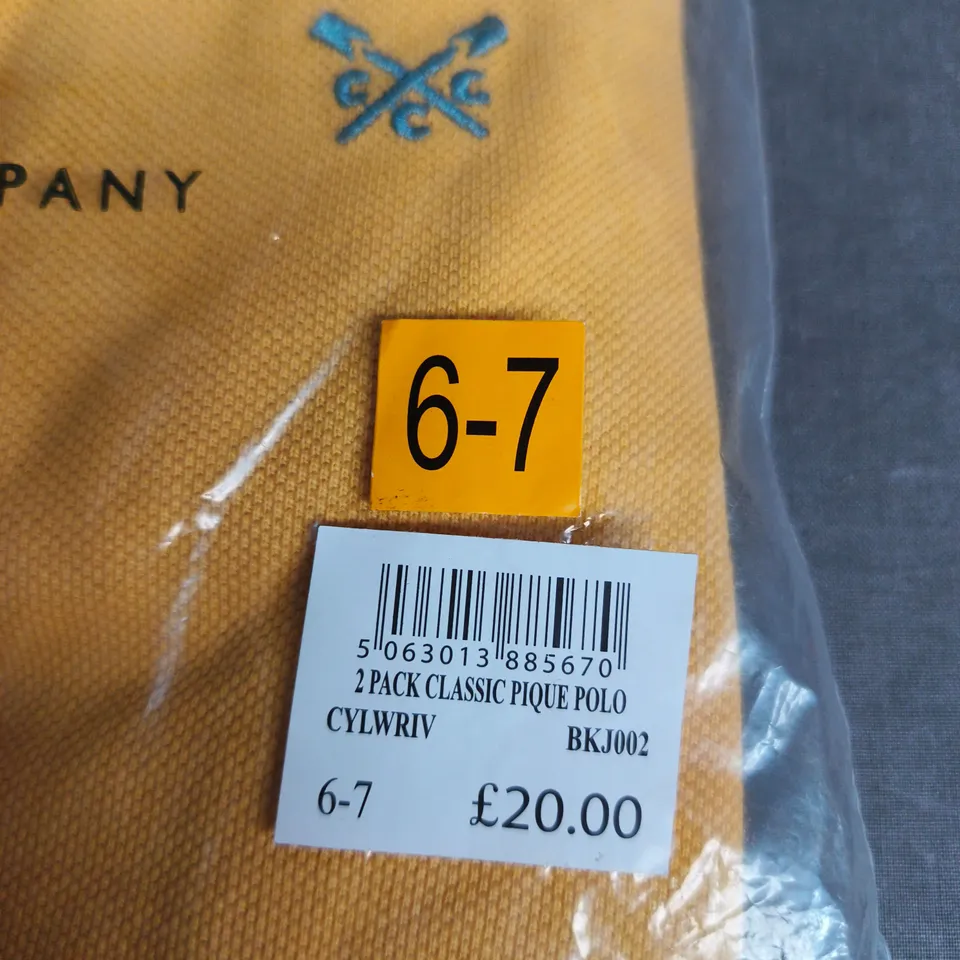 C C C
PANY
6-7
5 063013 885670
2 PACK CLASSIC PIQUE POLO
CYLWRIV BKJ002
6-7 £20.00